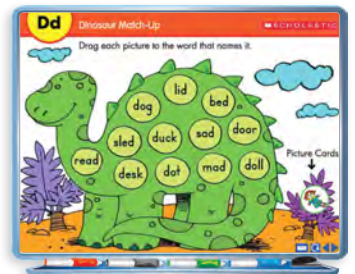 Dd
Dinosaur Match-Up
SCHOLASTIC
Drag each picture to the word that names it.
lid
dog
bed
sled
duck
sad
door
read
desk
dot
mad
doll
Picture Cards